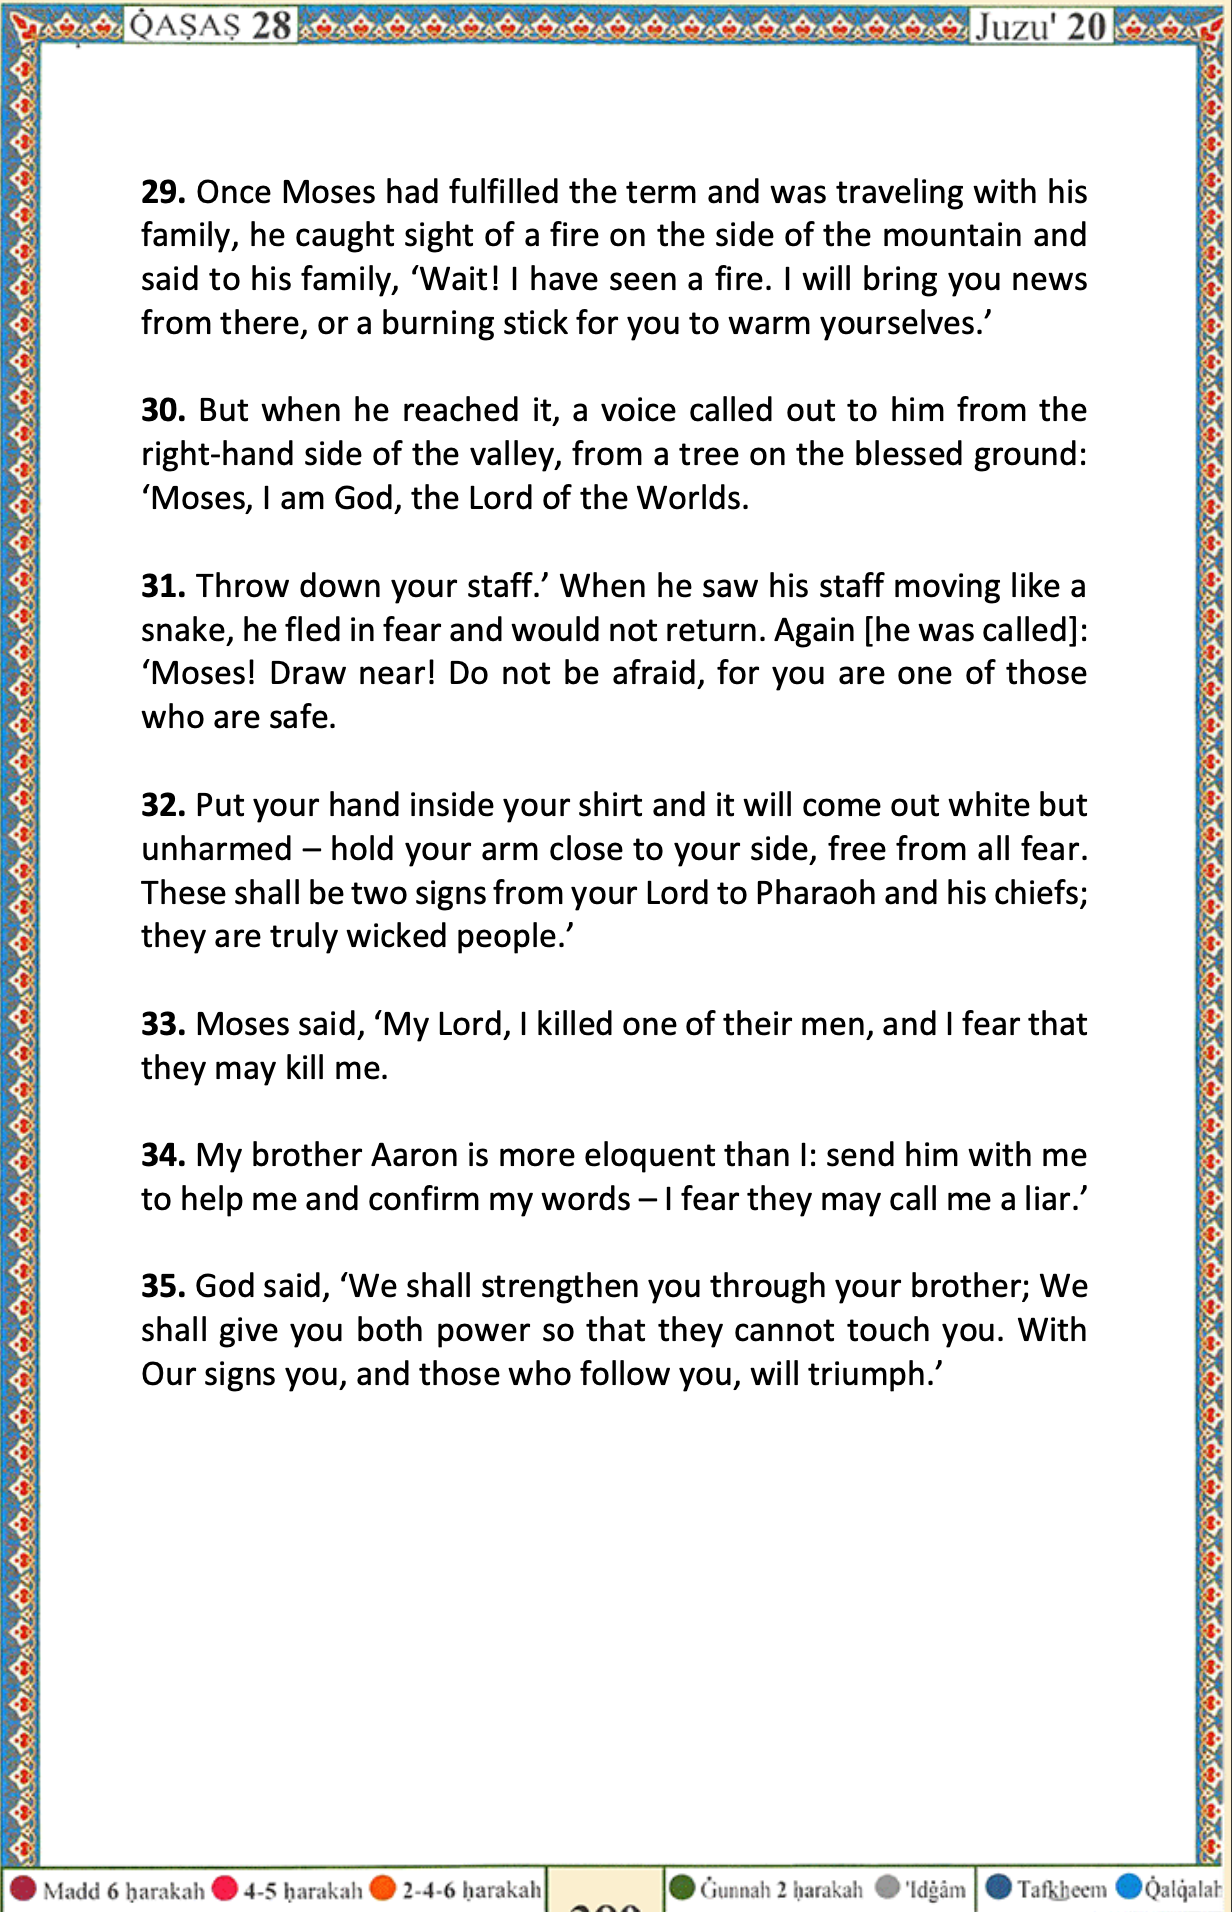 QAṢAṢ 28 Juzu' 20
29. Once Moses had fulfilled the term and was traveling with his
family, he caught sight of a fire on the side of the mountain and
said to his family, ‘Wait! I have seen a fire. I will bring you news
from there, or a burning stick for you to warm yourselves.’
30. But when he reached it, a voice called out to him from the
right-hand side of the valley, from a tree on the blessed ground:
‘Moses, I am God, the Lord of the Worlds.
31. Throw down your staff.’ When he saw his staff moving like a
snake, he fled in fear and would not return. Again [he was called]:
‘Moses! Draw near! Do not be afraid, for you are one of those
who are safe.
32. Put your hand inside your shirt and it will come out white but
unharmed – hold your arm close to your side, free from all fear.
These shall be two signs from your Lord to Pharaoh and his chiefs;
they are truly wicked people.’
33. Moses said, ‘My Lord, I killed one of their men, and I fear that
they may kill me.
34. My brother Aaron is more eloquent than I: send him with me
to help me and confirm my words – I fear they may call me a liar.’
35. God said, ‘We shall strengthen you through your brother; We
shall give you both power so that they cannot touch you. With
Our signs you, and those who follow you, will triumph.’
Madd 6 ḥarakah 4-5 ḥarakah 2-4-6 ḥarakah Ġunnah 2 ḥarakah 'Idġâm Tafkheem Q̇alq̇alah